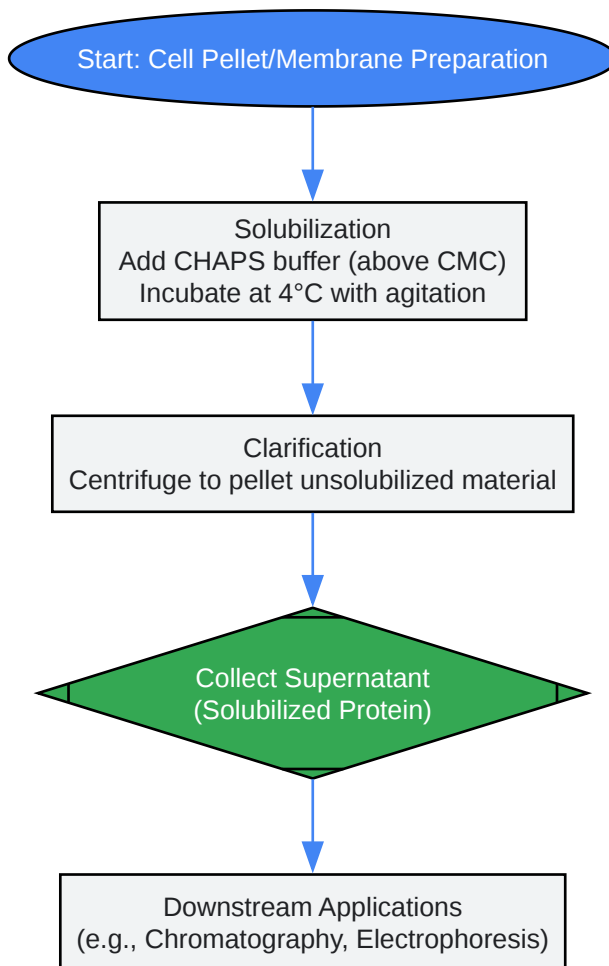 Start: Cell Pellet/Membrane Preparation
Solubilization
Add CHAPS buffer (above CMC)
Incubate at 4°C with agitation
Clarification
Centrifuge to pellet unsolubilized material
Collect Supernatant
(Solubilized Protein)
Downstream Applications
(e.g., Chromatography, Electrophoresis)